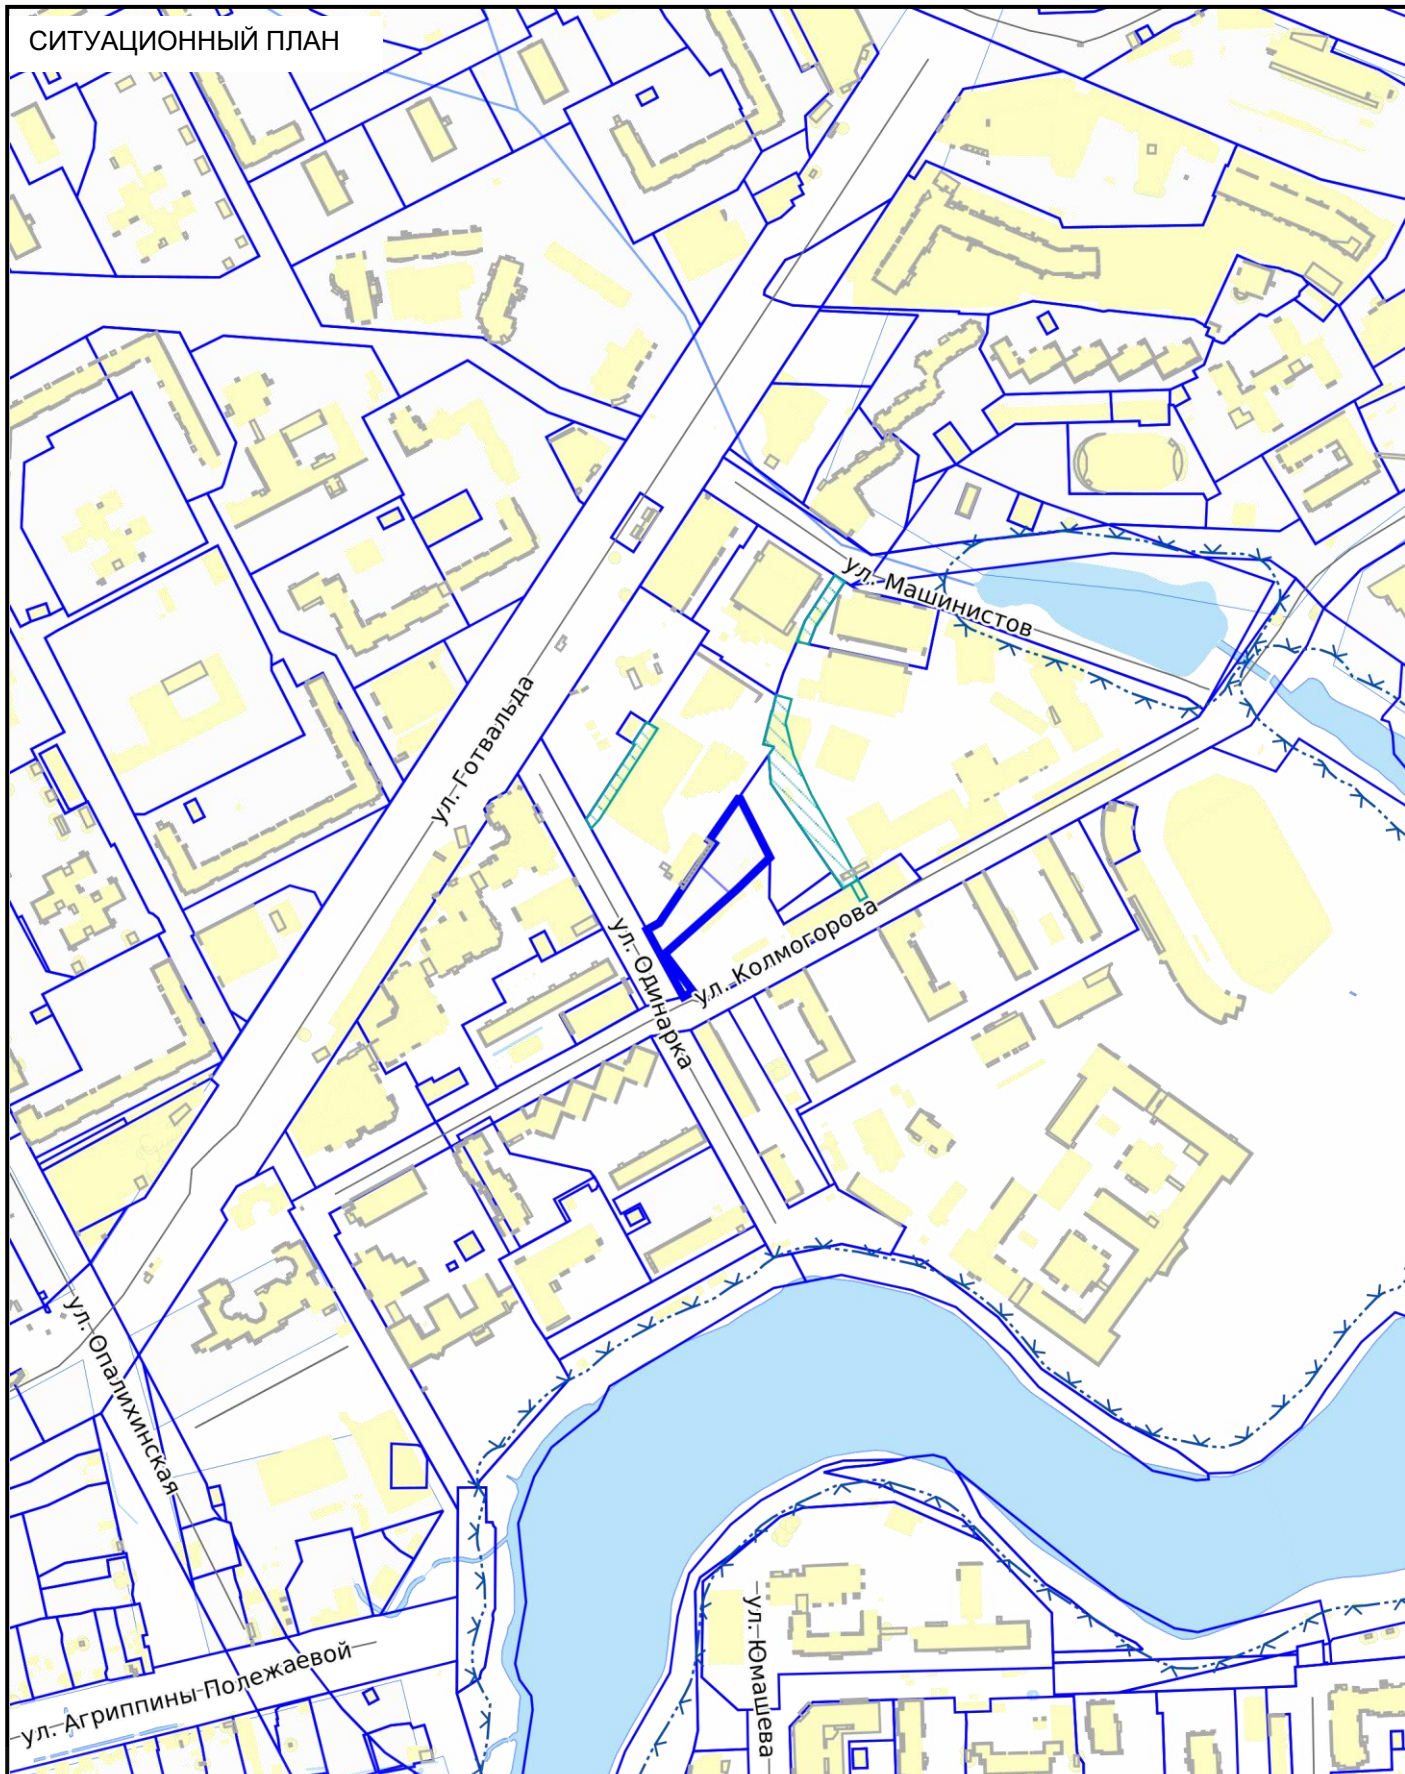 СИТУАЦИОННЫЙ ПЛАН
ул. Машинистов
ул. Готвальда
ул. Одинарка
ул. Колмогорова
ул. Опалихинская
ул. Агриппины Полежаевой
ул. Юмашева